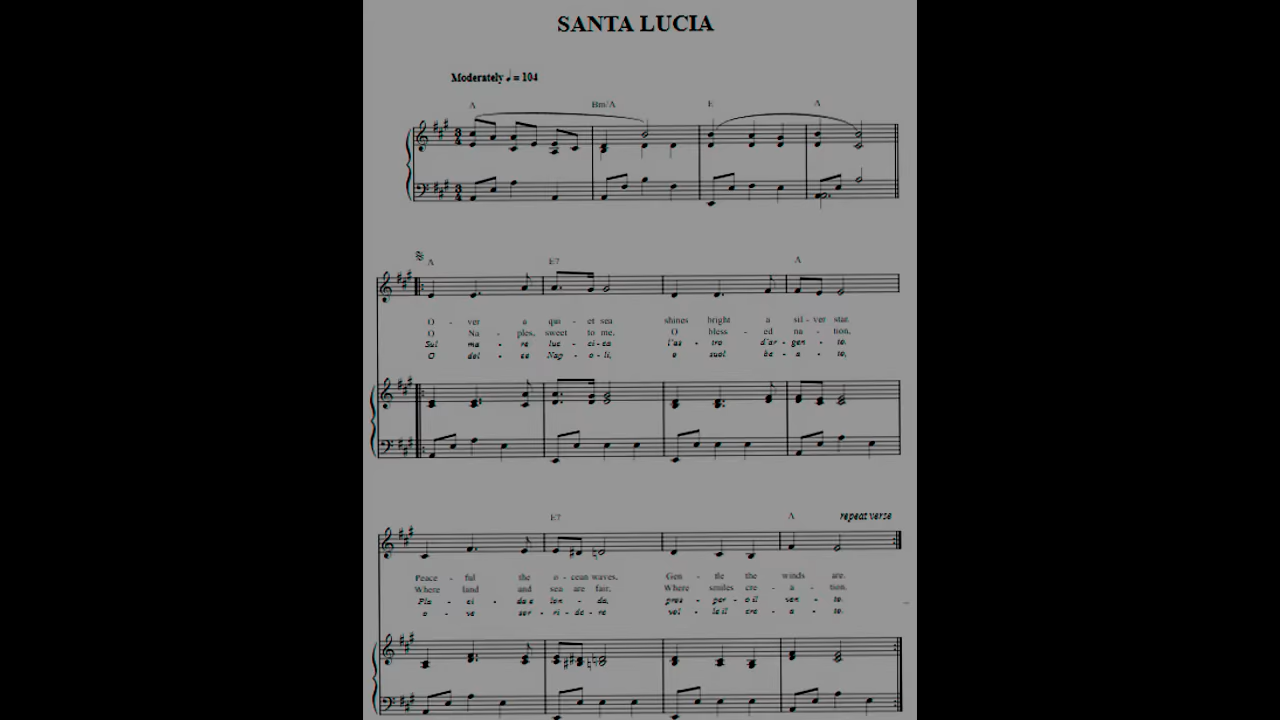 SANTA LUCIA
Moderately ♩ = 104
A Bm/A E A
3 4
3 4
A E7 A
O - ver a qui - et sea shines bright a sil - ver star.
O Na - ples, sweet to me. O bless - ed na - tion,
Sul ma - re luc - ci - ca l'as - tro d'ar - gen - to.
O dol - ce Nap - o - li, o suol be - a - to,
E7 A repeat verse
Peace - ful the o - cean waves. Gen - tle the winds are.
Where land and sea are fair, Where smiles cre - a - tion.
Pla - ci - da è l'on - da, pros - per - o il ven - to.
o - ve sor - ri - de - re vol - le il cre - a - to.